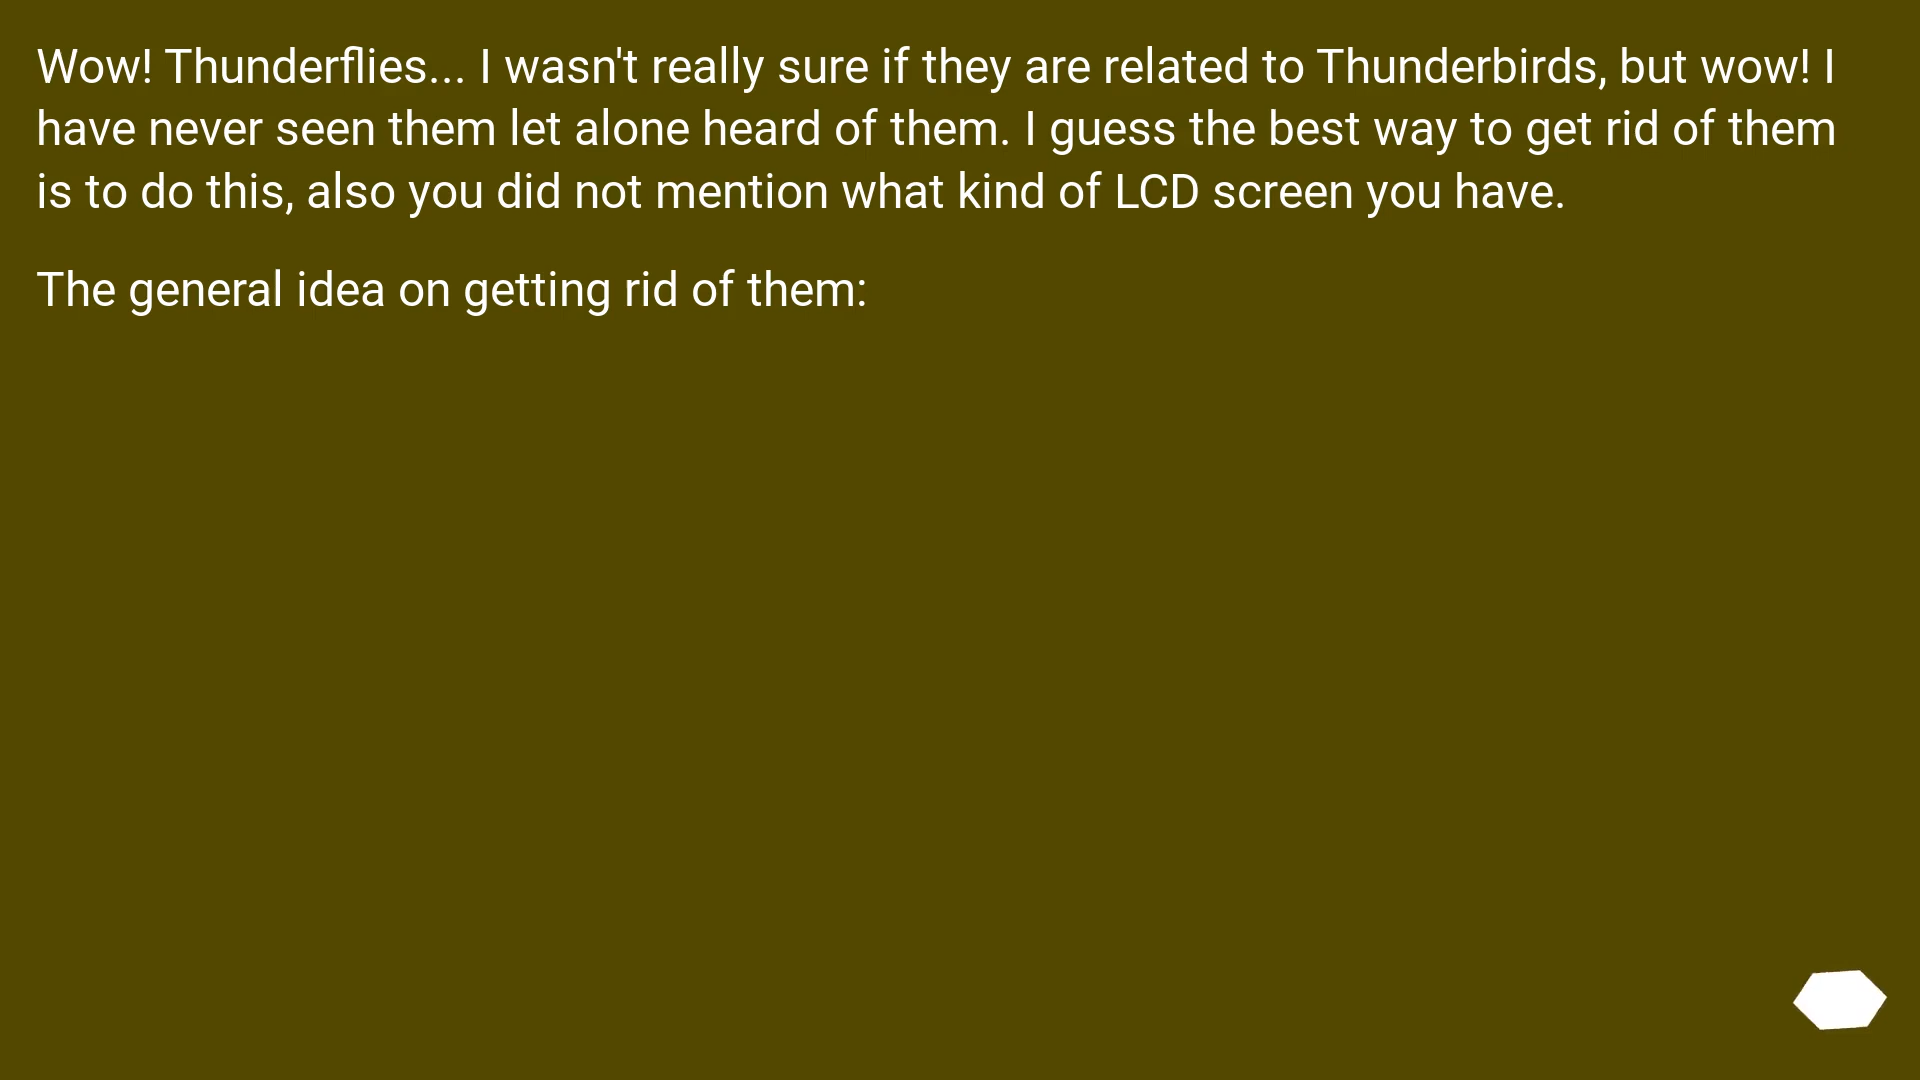 Wow! Thunderflies... I wasn't really sure if they are related to Thunderbirds, but wow! I
have never seen them let alone heard of them. I guess the best way to get rid of them
is to do this, also you did not mention what kind of LCD screen you have.
The general idea on getting rid of them: